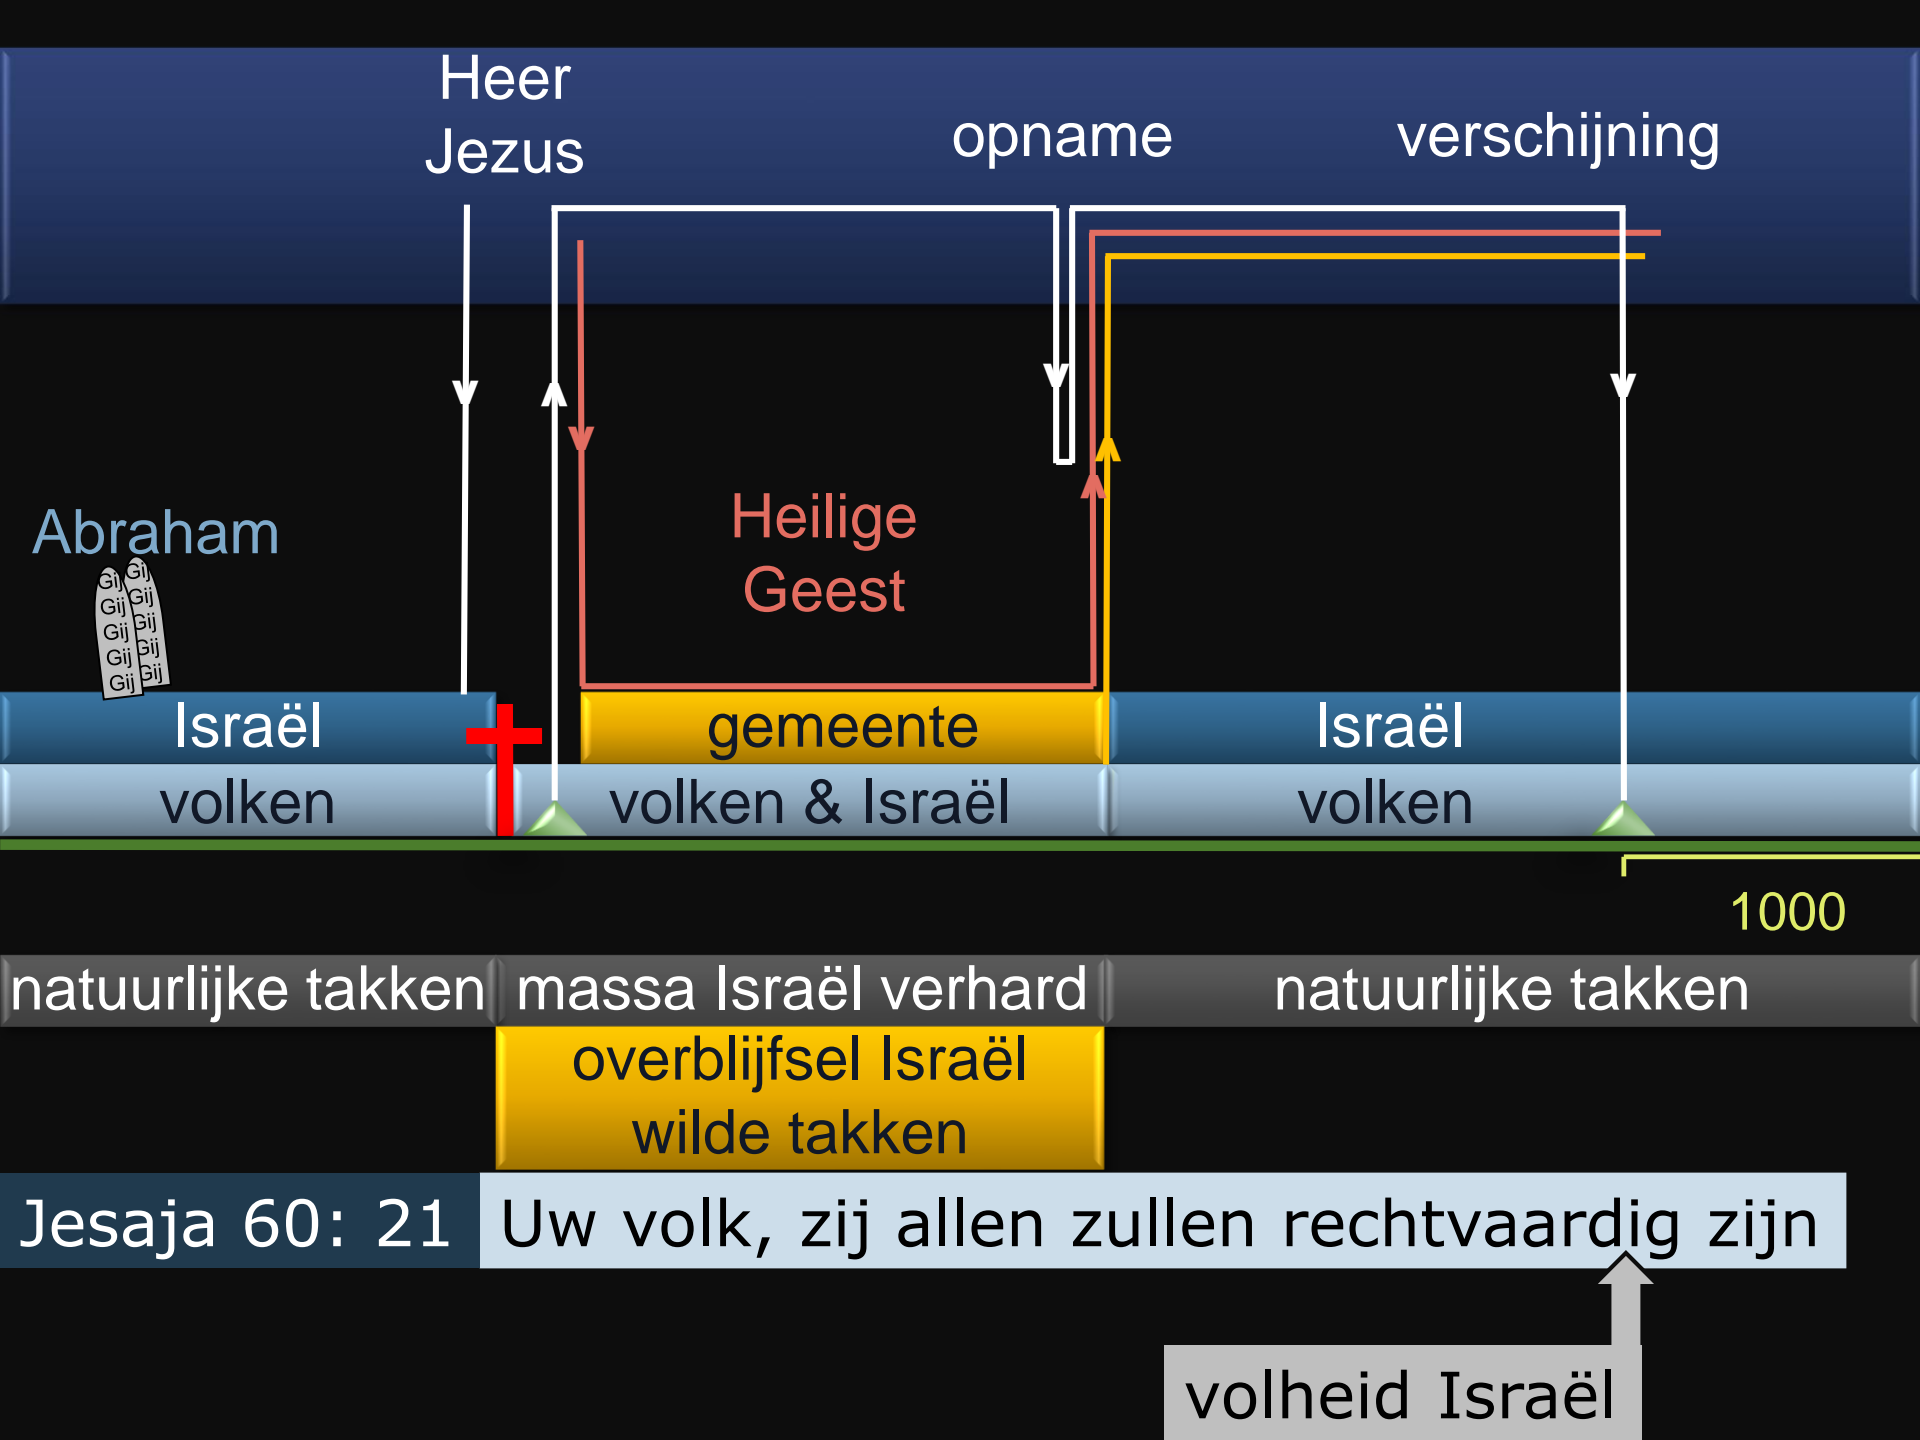 Heer
Jezus
opname
verschijning
Abraham
Heilige
Geest
Gij Gij
Gij Gij
Gij Gij
Gij Gij
Gij Gij
Israël
gemeente
Israël
volken
volken & Israël
volken
1000
natuurlijke takken
massa Israël verhard
natuurlijke takken
overblijfsel Israël
wilde takken
Jesaja 60: 21
Uw volk, zij allen zullen rechtvaardig zijn
volheid Israël